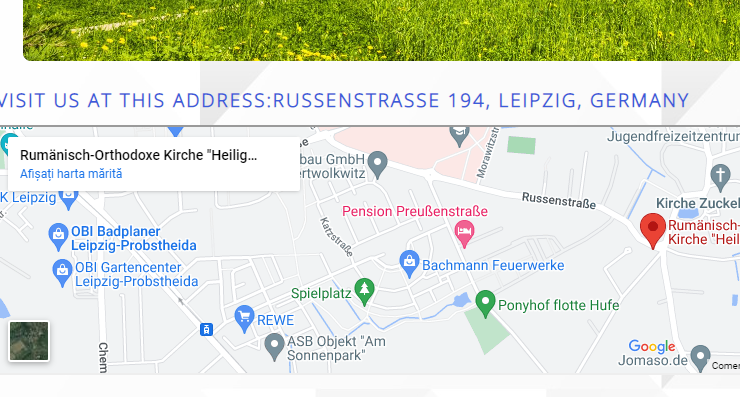 VISIT US AT THIS ADDRESS:RUSSENSTRASSE 194, LEIPZIG, GERMANY
Jugendfreizeitzentrum
Rumänisch-Orthodoxe Kirche "Heilig...
Afișați harta mărită
bau GmbH
ertwolkwitz
Morawitzstr
K Leipzig
Russenstraße
Kirche Zuckel
Pension Preußenstraße
Karzstraße
Rumänisch-
Kirche "Heil
OBI Badplaner
Leipzig-Probstheida
OBI Gartencenter
Leipzig-Probstheida
Bachmann Feuerwerke
Spielplatz
Ponyhof flotte Hufe
REWE
ASB Objekt "Am
Sonnenpark"
Chem
Google
Jomaso.de
Comer